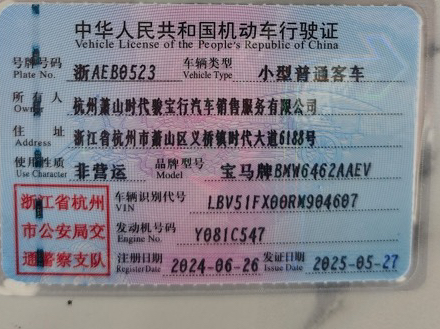 中华人民共和国机动车行驶证
Vehicle License of the People's Republic of China
号牌号码 浙AEB0523 车辆类型 小型普通客车
Plate No. Vehicle Type
所有人 杭州萧山时代骏宝行汽车销售服务有限公司
Owner
住址 浙江省杭州市萧山区义桥镇时代大道6188号
Address
使用性质 非营运 品牌型号 宝马牌BMW6462AAEV
Use Character Model
浙江省杭州
市公安局交
通警察支队
车辆识别代号 LBV51FX00RM904607
VIN
发动机号码 Y081C547
Engine No.
注册日期 2024-06-26 发证日期 2025-05-27
Register Date Issue Date